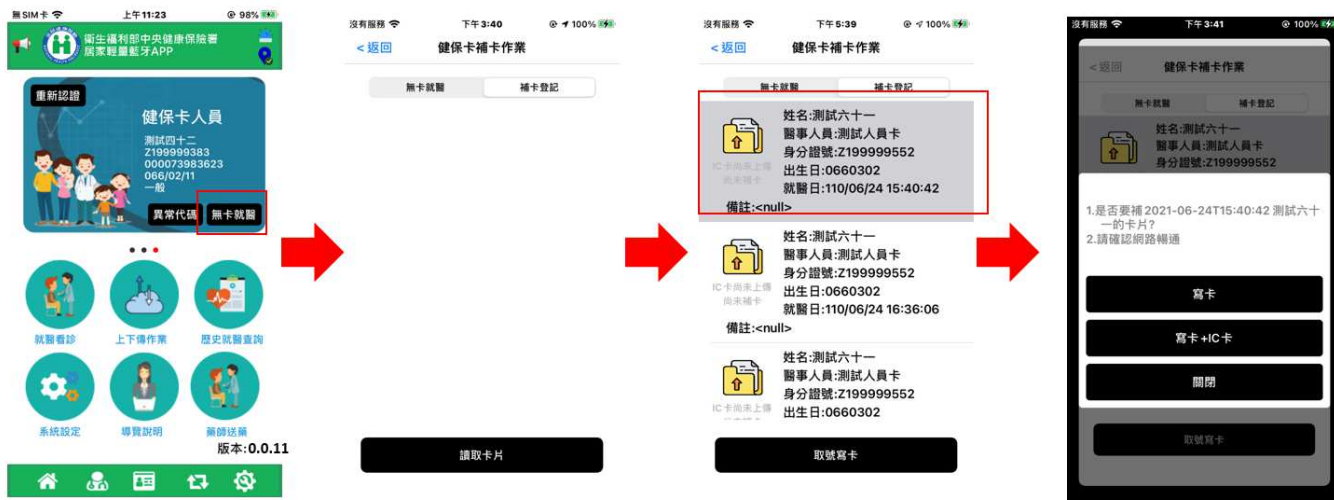 無SIM卡
上午11:23
98%
衛生福利部中央健康保險署
居家輕量藍牙APP
重新認證
健保卡人員
測試四十二
Z199999383
000073983623
066/02/11
一般
異常代碼
無卡就醫
就醫看診
上下傳作業
歷史就醫查詢
系統設定
導覽說明
藥師送藥
版本:0.0.11
沒有服務
下午3:40
100%
<返回
健保卡補卡作業
無卡就醫
補卡登記
讀取卡片
沒有服務
下午5:39
100%
<返回
健保卡補卡作業
無卡就醫
補卡登記
姓名:測試六十一
醫事人員:測試人員卡
身分證號:Z199999552
IC卡尚未上傳
尚未補卡
出生日:0660302
就醫日:110/06/24 15:40:42
備註:<null>
姓名:測試六十一
醫事人員:測試人員卡
身分證號:Z199999552
IC卡尚未上傳
尚未補卡
出生日:0660302
就醫日:110/06/24 16:36:06
備註:<null>
姓名:測試六十一
醫事人員:測試人員卡
身分證號:Z199999552
IC卡尚未上傳
出生日:0660302
取號寫卡
沒有服務
下午3:41
100%
<返回
健保卡補卡作業
無卡就醫
補卡登記
姓名:測試六十一
醫事人員:測試人員卡
身分證號:Z199999552
1.是否要補2021-06-24T15:40:42 測試六十
一的卡片?
2.請確認網路暢通
寫卡
寫卡+IC卡
關閉
取號寫卡